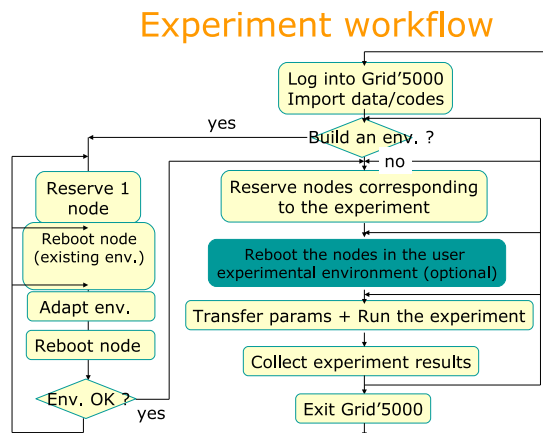 Experiment workflow
Log into Grid'5000
Import data/codes
yes
Build an env. ?
no
Reserve 1
node
Reserve nodes corresponding
to the experiment
Reboot node
(existing env.)
Reboot the nodes in the user
experimental environment (optional)
Adapt env.
Transfer params + Run the experiment
Reboot node
Collect experiment results
Env. OK ?
yes
Exit Grid'5000